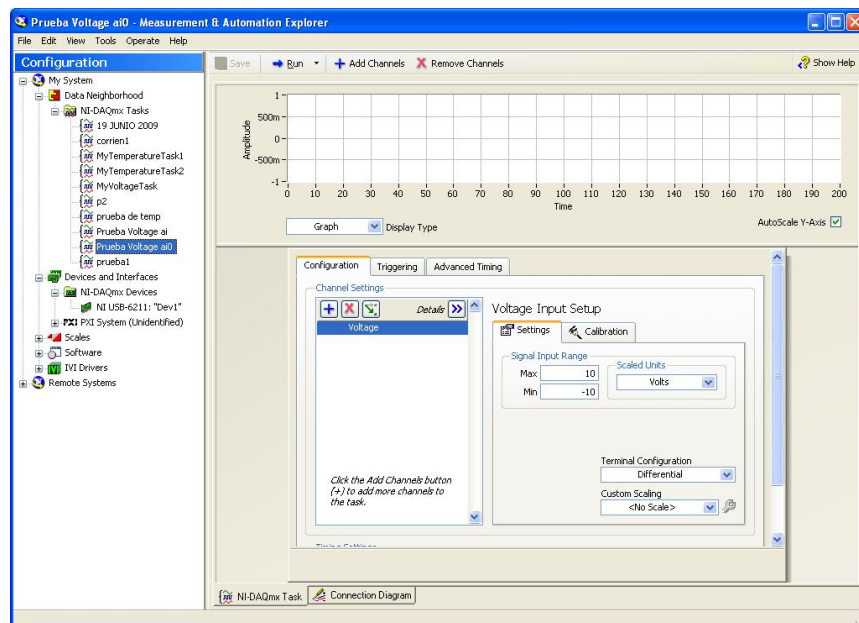 Prueba Voltage ai0 - Measurement & Automation Explorer
File Edit View Tools Operate Help
Configuration
My System
Data Neighborhood
NI-DAQmx Tasks
19 JUNIO 2009
corrien1
MyTemperatureTask1
MyTemperatureTask2
MyVoltageTask
p2
prueba de temp
Prueba Voltage ai
Prueba Voltage ai0
prueba1
Devices and Interfaces
NI-DAQmx Devices
NI USB-6211: "Dev1"
PXI PXI System (Unidentified)
Scales
Software
IVI Drivers
Remote Systems
Save Run Add Channels Remove Channels Show Help
Amplitude
1
500m
0
-500m
-1
0 10 20 30 40 50 60 70 80 90 100 110 120 130 140 150 160 170 180 190 200
Time
Graph Display Type AutoScale Y-Axis
Configuration Triggering Advanced Timing
Channel Settings
Details
Voltage
Click the Add Channels button
(+) to add more channels to
the task.
Voltage Input Setup
Settings Calibration
Signal Input Range
Max 10
Min -10
Scaled Units
Volts
Terminal Configuration
Differential
Custom Scaling
<No Scale>
Timing Settings
NI-DAQmx Task Connection Diagram